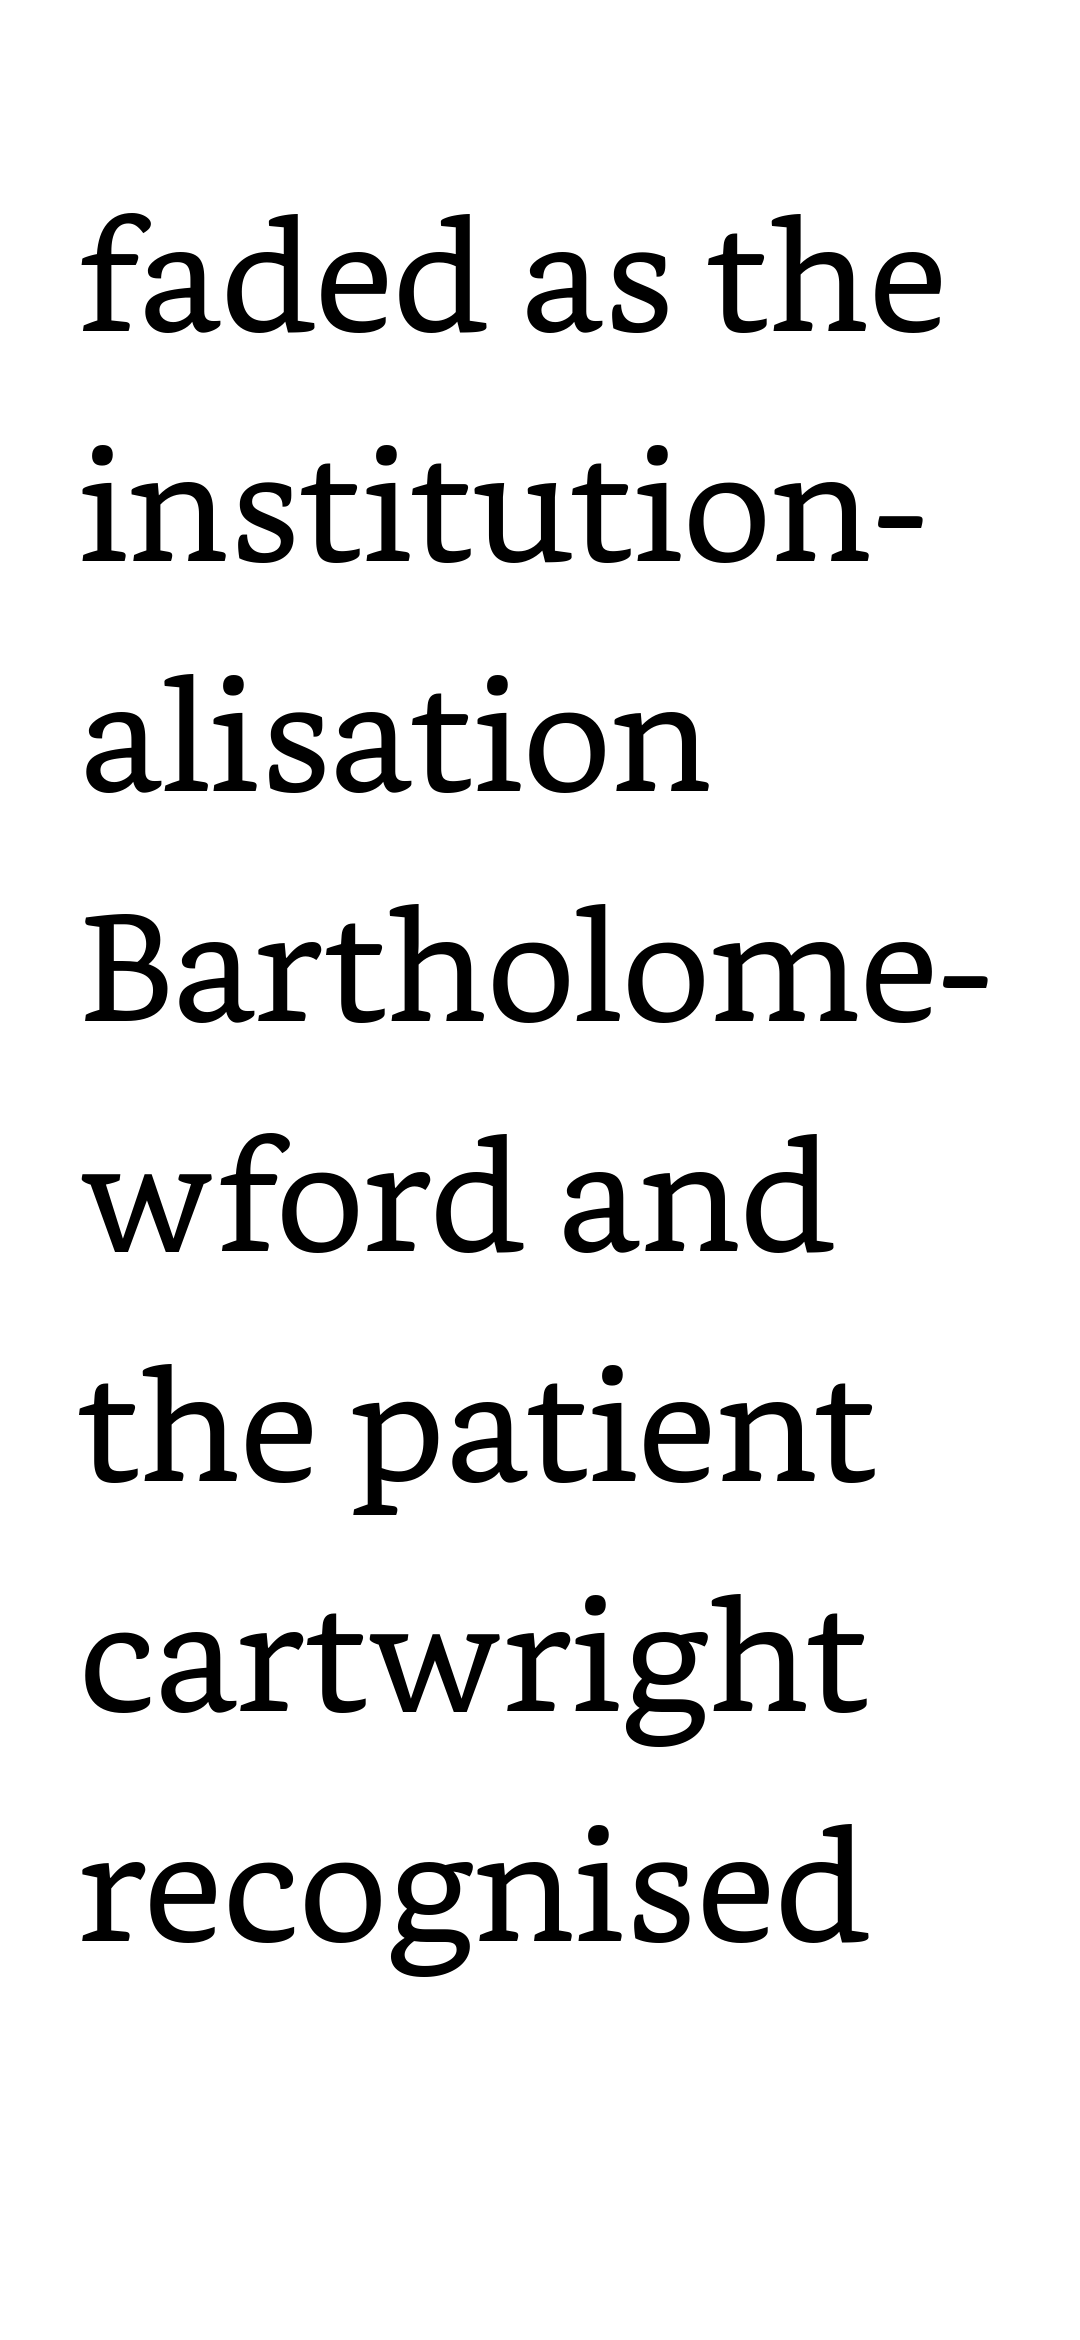 faded as the
institution-
alisation
Bartholome-
wford and
the patient
cartwright
recognised